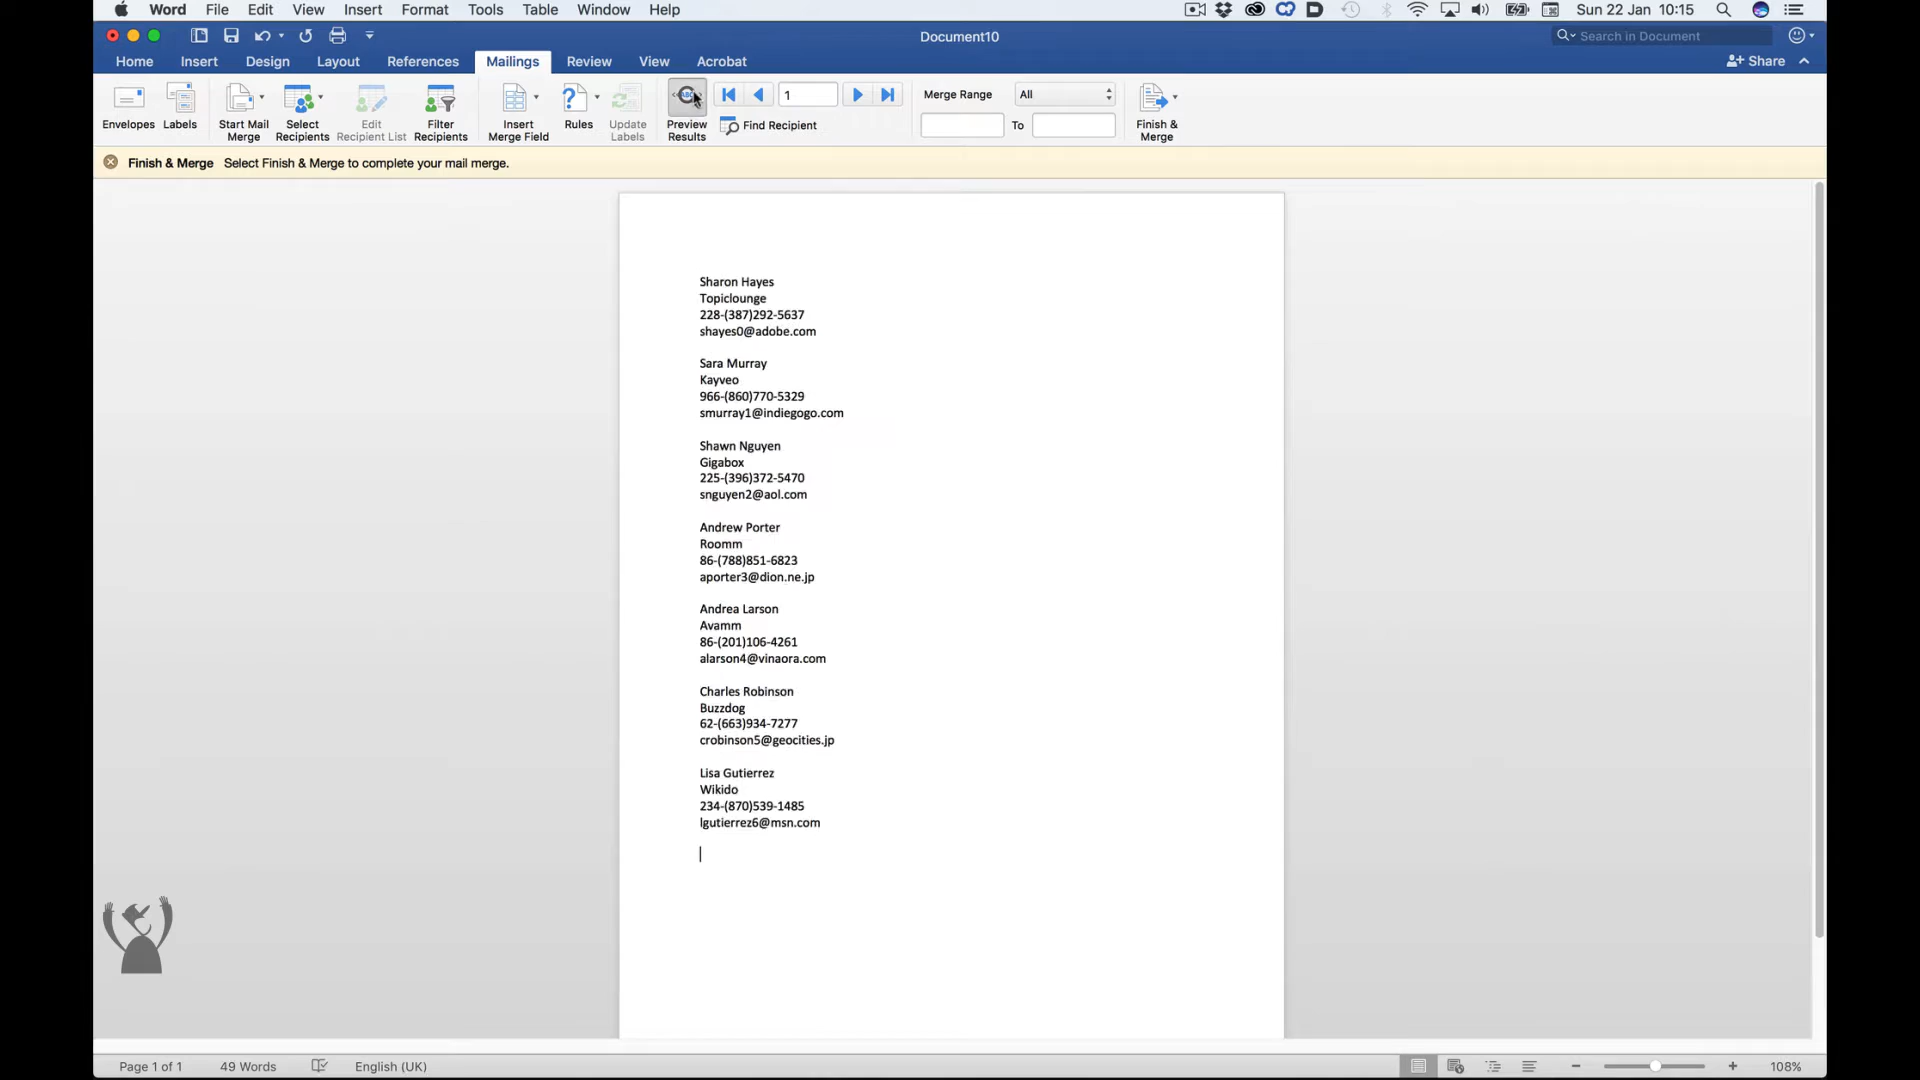 Word File Edit View Insert Format Tools Table Window Help Sun 22 Jan 10:15
Document10
Search in Document
Home Insert Design Layout References Mailings Review View Acrobat
Share
Envelopes
Labels
Start Mail
Merge
Select
Recipients
Edit
Recipient List
Filter
Recipients
Insert
Merge Field
Rules
Update
Labels
Preview
Results
1
Find Recipient
Merge Range All
To
Finish &
Merge
Finish & Merge Select Finish & Merge to complete your mail merge.
Sharon Hayes
Topiclounge
228-(387)292-5637
shayes0@adobe.com
Sara Murray
Kayveo
966-(860)770-5329
smurray1@indiegogo.com
Shawn Nguyen
Gigabox
225-(396)372-5470
snguyen2@aol.com
Andrew Porter
Roomm
86-(788)851-6823
aporter3@dion.ne.jp
Andrea Larson
Avamm
86-(201)106-4261
alarson4@vinaora.com
Charles Robinson
Buzzdog
62-(663)934-7277
crobinson5@geocities.jp
Lisa Gutierrez
Wikido
234-(870)539-1485
lgutierrez6@msn.com
Page 1 of 1 49 Words English (UK) 108%